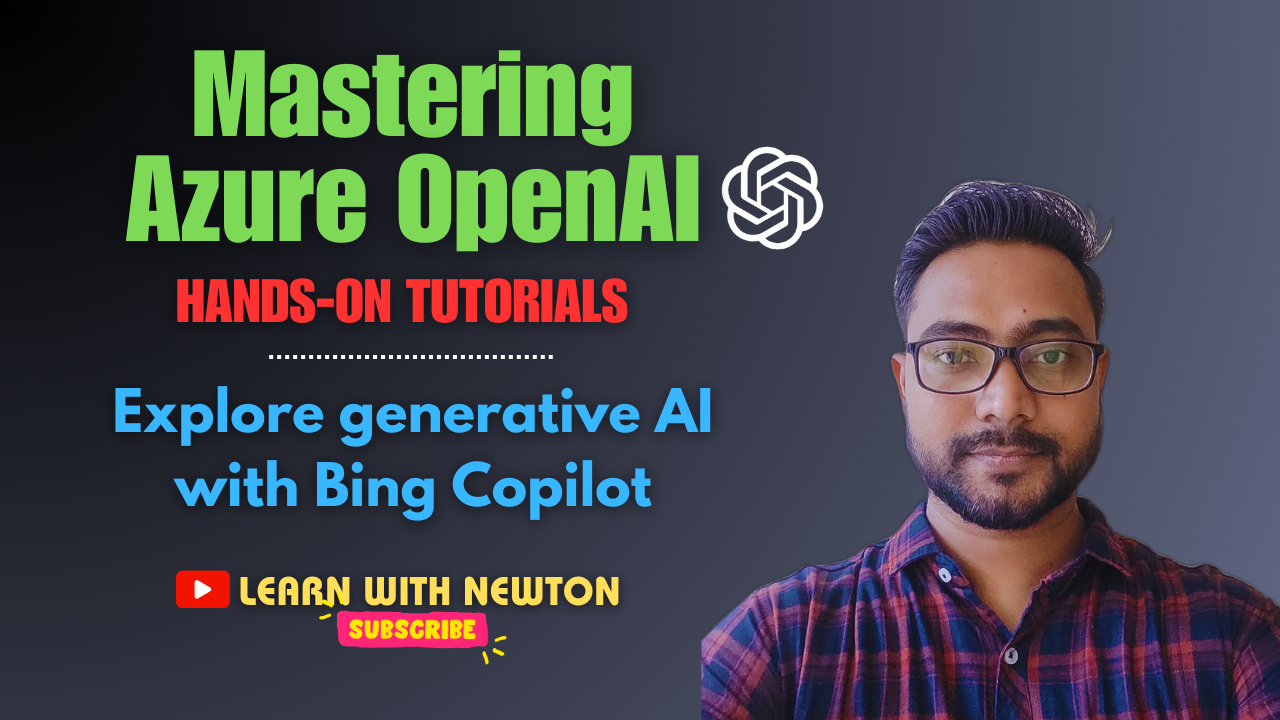 Mastering
Azure OpenAI
HANDS-ON TUTORIALS
Explore generative AI
with Bing Copilot
LEARN WITH NEWTON
SUBSCRIBE